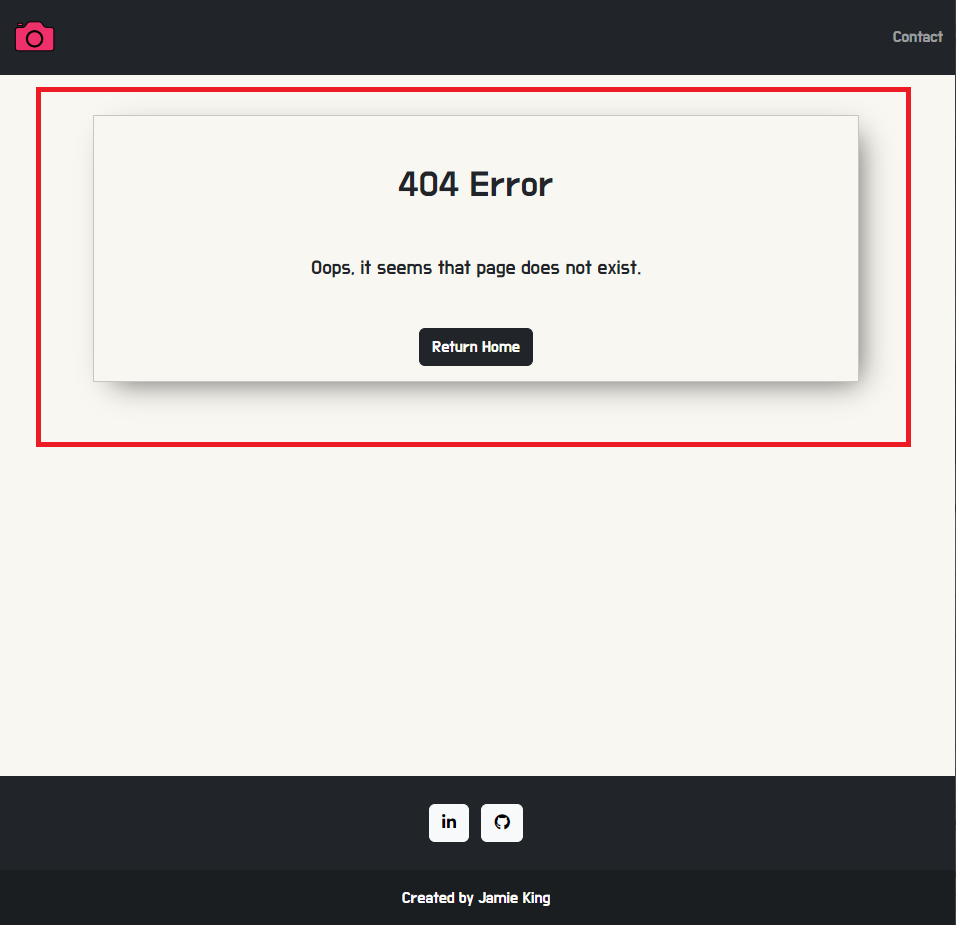 Contact
404 Error
Oops, it seems that page does not exist.
Return Home
in
Created by Jamie King